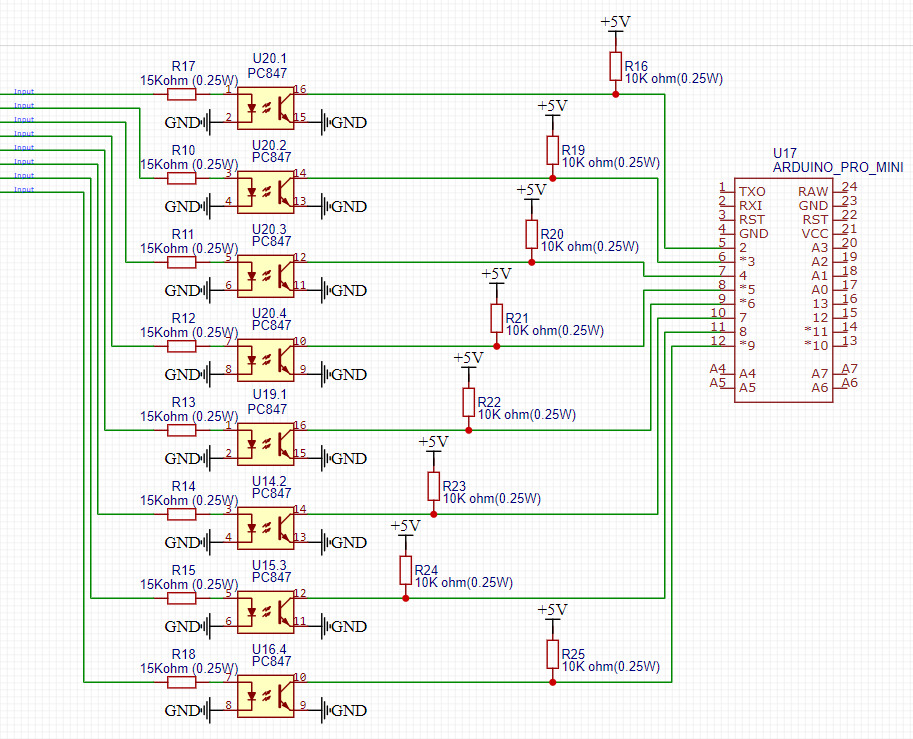 +5V
R16
10K ohm(0.25W)
U20.1
PC847
R17
15Kohm (0.25W)
1
16
2
15
GND
GND
Input
Input
Input
Input
Input
Input
Input
Input
+5V
R19
10K ohm(0.25W)
U20.2
PC847
R10
15Kohm (0.25W)
3
14
4
13
GND
GND
+5V
R20
10K ohm(0.25W)
U20.3
PC847
R11
15Kohm (0.25W)
5
12
6
11
GND
GND
+5V
R21
10K ohm(0.25W)
U20.4
PC847
R12
15Kohm (0.25W)
7
10
8
9
GND
GND
+5V
R22
10K ohm(0.25W)
U19.1
PC847
R13
15Kohm (0.25W)
1
16
2
15
GND
GND
+5V
R23
10K ohm(0.25W)
U14.2
PC847
R14
15Kohm (0.25W)
3
14
4
13
GND
GND
+5V
R24
10K ohm(0.25W)
U15.3
PC847
R15
15Kohm (0.25W)
5
12
6
11
GND
GND
+5V
R25
10K ohm(0.25W)
U16.4
PC847
R18
15Kohm (0.25W)
7
10
8
9
GND
GND
U17
ARDUINO_PRO_MINI
1 TXO RAW 24
2 RXI GND 23
3 RST RST 22
4 GND VCC 21
5 2 A3 20
6 *3 A2 19
7 4 A1 18
8 *5 A0 17
9 *6 13 16
10 7 12 15
11 8 *11 14
12 *9 *10 13
A4 A4 A7 A7
A5 A5 A6 A6